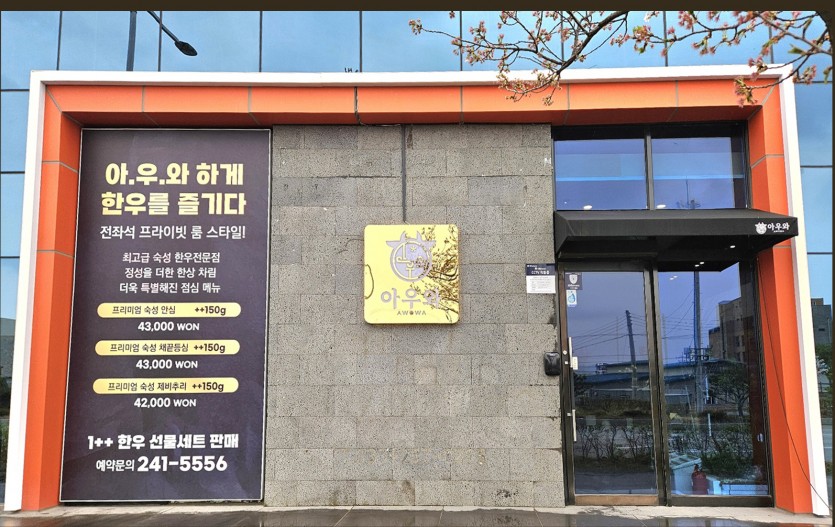 아.우.와 하게
한우를 즐기다
전좌석 프라이빗 룸 스타일!
최고급 숙성 한우전문점
정성을 더한 한상 차림
더욱 특별해진 점심 메뉴
프리미엄 숙성 안심 ++150g
43,000 WON
프리미엄 숙성 채끝등심 ++150g
43,000 WON
프리미엄 숙성 제비추리 ++150g
42,000 WON
1++ 한우 선물세트 판매
예약문의 241-5556
아우와
AWOWA
아우와